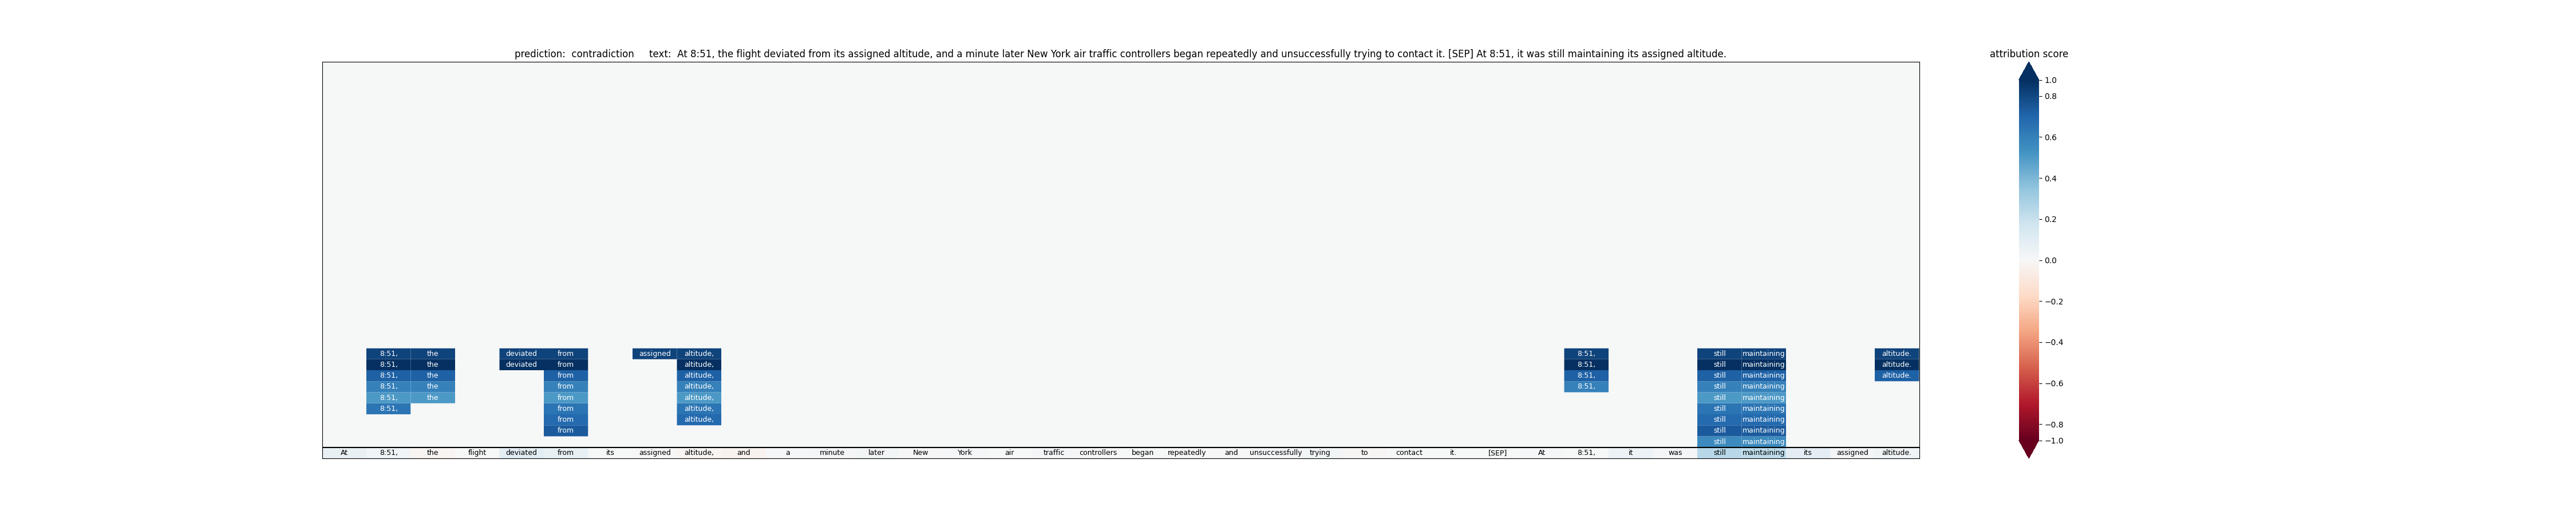 prediction:  contradiction     text:  At 8:51, the flight deviated from its assigned altitude, and a minute later New York air traffic controllers began repeatedly and unsuccessfully trying to contact it. [SEP] At 8:51, it was still maintaining its assigned altitude.
attribution score
1.0
0.8
0.6
0.4
0.2
0.0
−0.2
−0.4
−0.6
−0.8
−1.0
8:51, the deviated from assigned altitude, 8:51, still maintaining altitude.
8:51, the deviated from altitude, 8:51, still maintaining altitude.
8:51, the from altitude, 8:51, still maintaining altitude.
8:51, the from altitude, 8:51, still maintaining
8:51, the from altitude, still maintaining
8:51, from altitude, still maintaining
from altitude, still maintaining
from still maintaining
still maintaining
At 8:51, the flight deviated from its assigned altitude, and a minute later New York air traffic controllers began repeatedly and unsuccessfully trying to contact it. [SEP] At 8:51, it was still maintaining its assigned altitude.